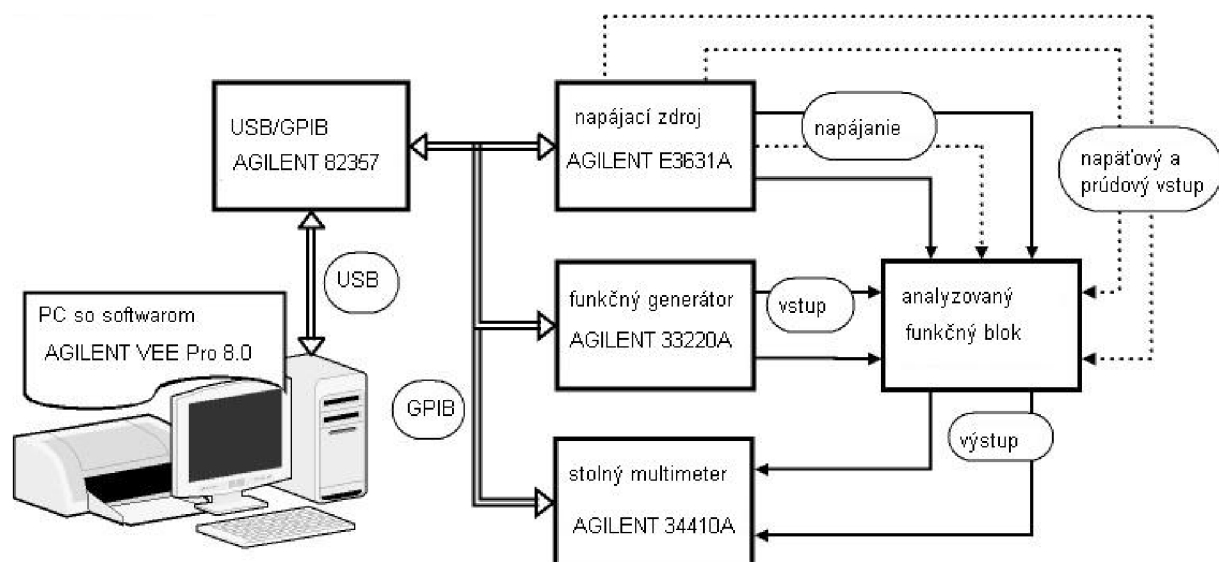 USB/GPIB
AGILENT 82357
napájací zdroj
AGILENT E3631A
napájanie
napäťový a
prúdový vstup
USB
PC so softwarom
AGILENT VEE Pro 8.0
funkčný generátor
AGILENT 33220A
vstup
analyzovaný
funkčný blok
GPIB
stolný multimeter
AGILENT 34410A
výstup